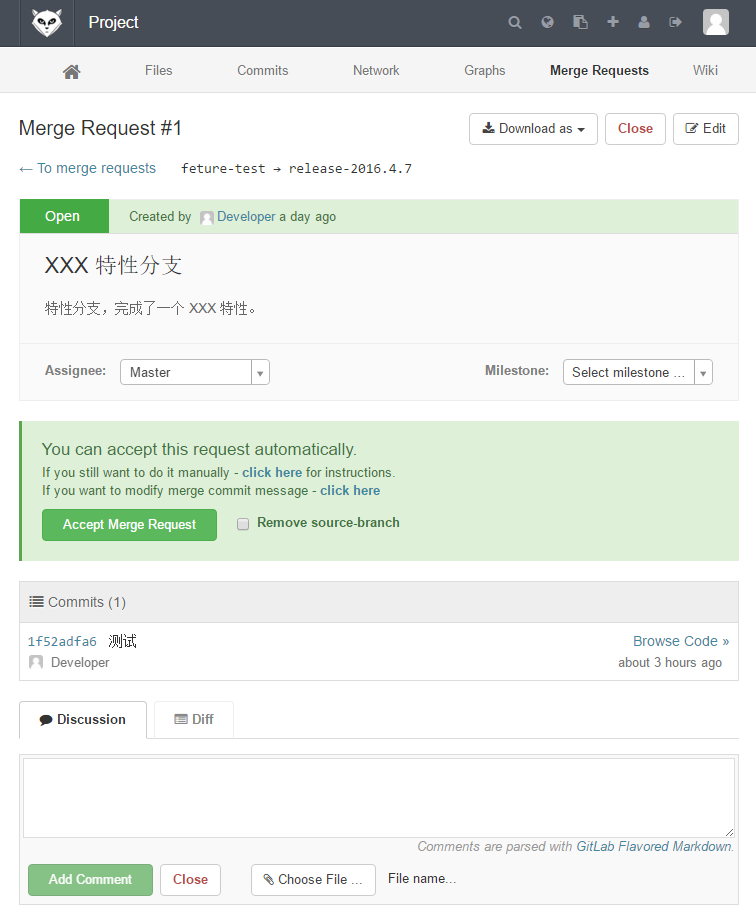 Project
Files Commits Network Graphs Merge Requests Wiki
Merge Request #1 Download as Close Edit
← To merge requests feture-test → release-2016.4.7
Open Created by Developer a day ago
XXX 特性分支
特性分支，完成了一个 XXX 特性。
Assignee: Master Milestone: Select milestone ...
You can accept this request automatically.
If you still want to do it manually - click here for instructions.
If you want to modify merge commit message - click here
Accept Merge Request Remove source-branch
Commits (1)
1f52adfa6 测试 Browse Code »
Developer about 3 hours ago
Discussion Diff
Comments are parsed with GitLab Flavored Markdown.
Add Comment Close Choose File ... File name...